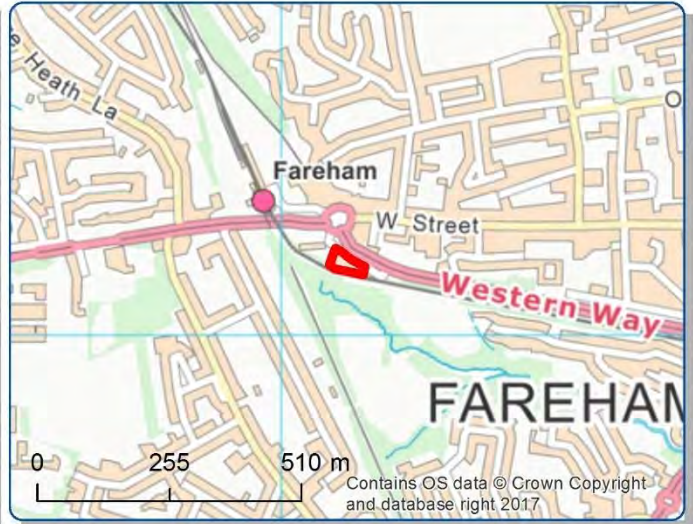 e Heath La
Fareham
O
W Street
Western Way
FAREHAM
0 255 510 m
Contains OS data © Crown Copyright
and database right 2017